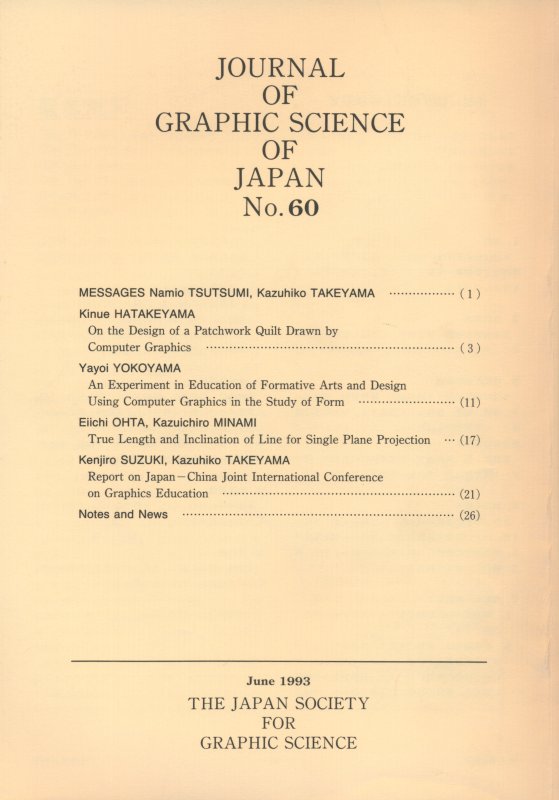 JOURNAL
OF
GRAPHIC SCIENCE
OF
JAPAN
No. 60
MESSAGES Namio TSUTSUMI, Kazuhiko TAKEYAMA ·················· ( 1 )
Kinue HATAKEYAMA
On the Design of a Patchwork Quilt Drawn by
Computer Graphics ·················· ( 3 )
Yayoi YOKOYAMA
An Experiment in Education of Formative Arts and Design
Using Computer Graphics in the Study of Form ·················· (11)
Eiichi OHTA, Kazuichiro MINAMI
True Length and Inclination of Line for Single Plane Projection ··· (17)
Kenjiro SUZUKI, Kazuhiko TAKEYAMA
Report on Japan－China Joint International Conference
on Graphics Education ·················· (21)
Notes and News ·················· (26)
June 1993
THE JAPAN SOCIETY
FOR
GRAPHIC SCIENCE